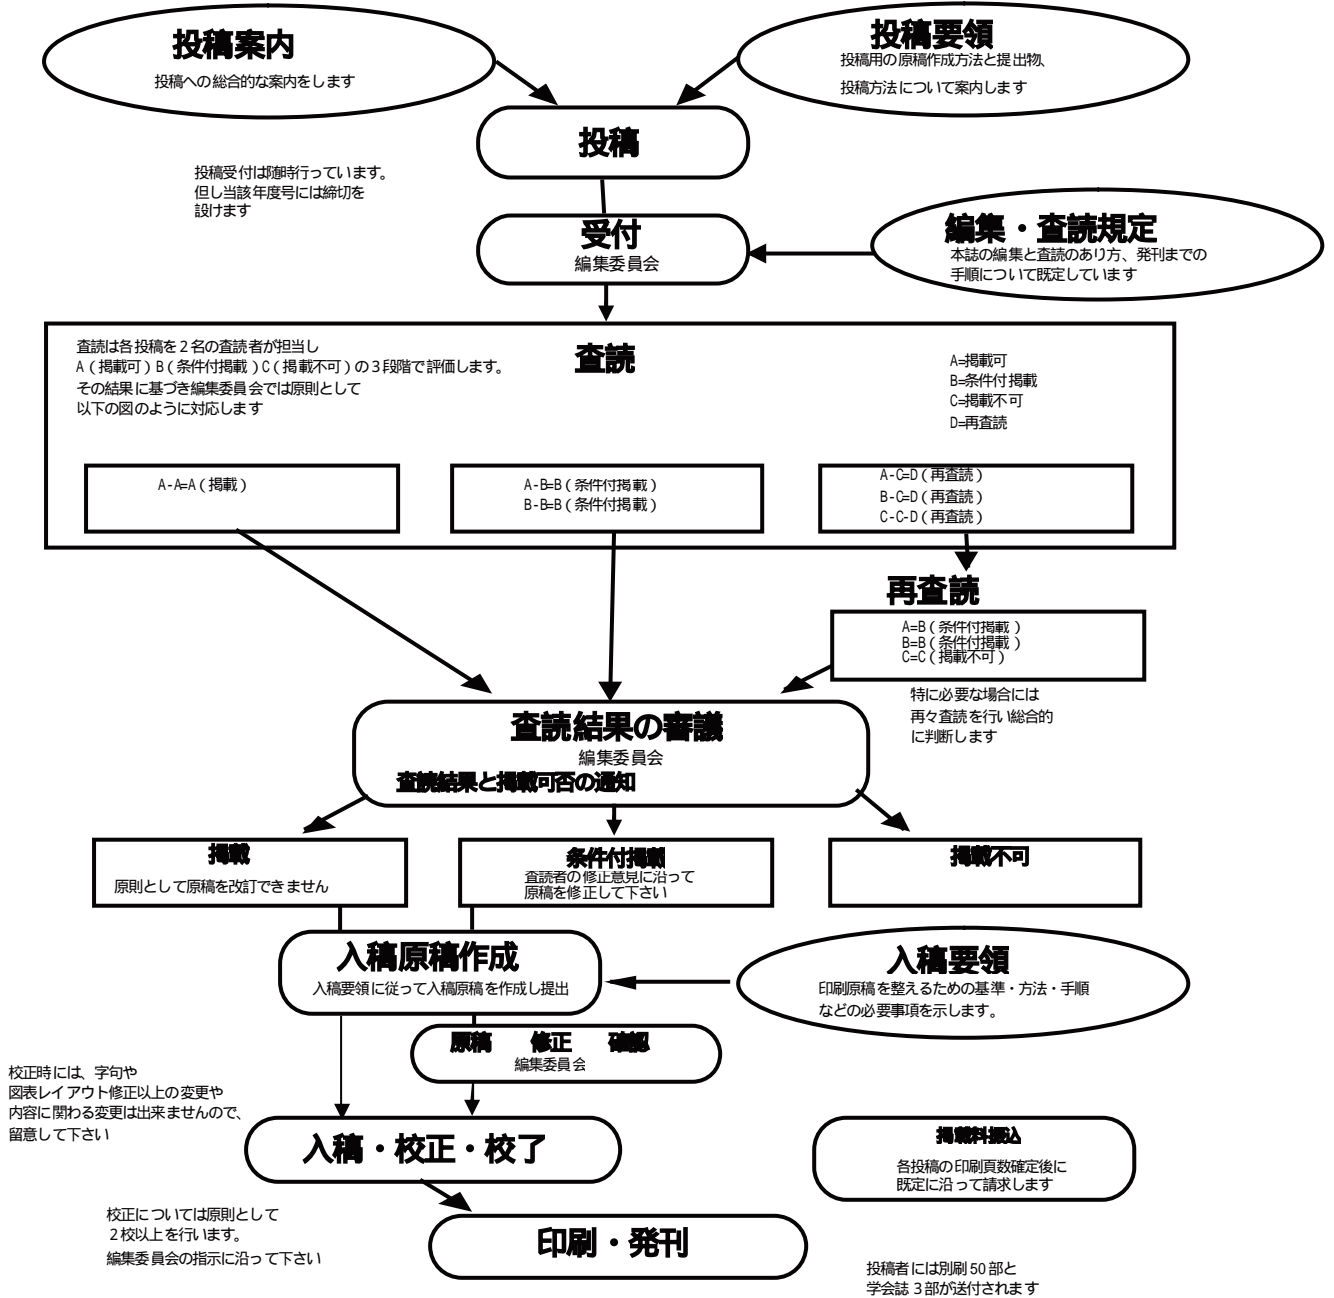 投稿案内
投稿への総合的な案内をします
投稿要領
投稿用の原稿作成方法と提出物、
投稿方法について案内します
投稿
投稿受付は随時行っています。
但し当該年度号には締切を
設けます
受付
編集委員会
編集・査読規定
本誌の編集と査読のあり方、発刊までの
手順について既定しています
査読は各投稿を2名の査読者が担当し
A(掲載可)B(条件付掲載)C(掲載不可)の3段階で評価します。
その結果に基づき編集委員会では原則として
以下の図のように対応します
査読
A=掲載可
B=条件付掲載
C=掲載不可
D=再査読
A-A=A(掲載)
A-B=B(条件付掲載)
B-B=B(条件付掲載)
A-C=D(再査読)
B-C=D(再査読)
C-C-D(再査読)
再査読
A=B(条件付掲載)
B=B(条件付掲載)
C=C(掲載不可)
特に必要な場合には
再々査読を行い総合的
に判断します
査読結果の審議
編集委員会
査読結果と掲載可否の通知
掲載
原則として原稿を改訂できません
条件付掲載
査読者の修正意見に沿って
原稿を修正して下さい
掲載不可
入稿原稿作成
入稿要領に従って入稿原稿を作成し提出
入稿要領
印刷原稿を整えるための基準・方法・手順
などの必要事項を示します。
原稿 修正 確認
編集委員会
校正時には、字句や
図表レイアウト修正以上の変更や
内容に関わる変更は出来ませんので、
留意して下さい
入稿・校正・校了
掲載料振込
各投稿の印刷頁数確定後に
既定に沿って請求します
校正については原則として
2校以上を行います。
編集委員会の指示に沿って下さい
印刷・発刊
投稿者には別刷50部と
学会誌3部が送付されます